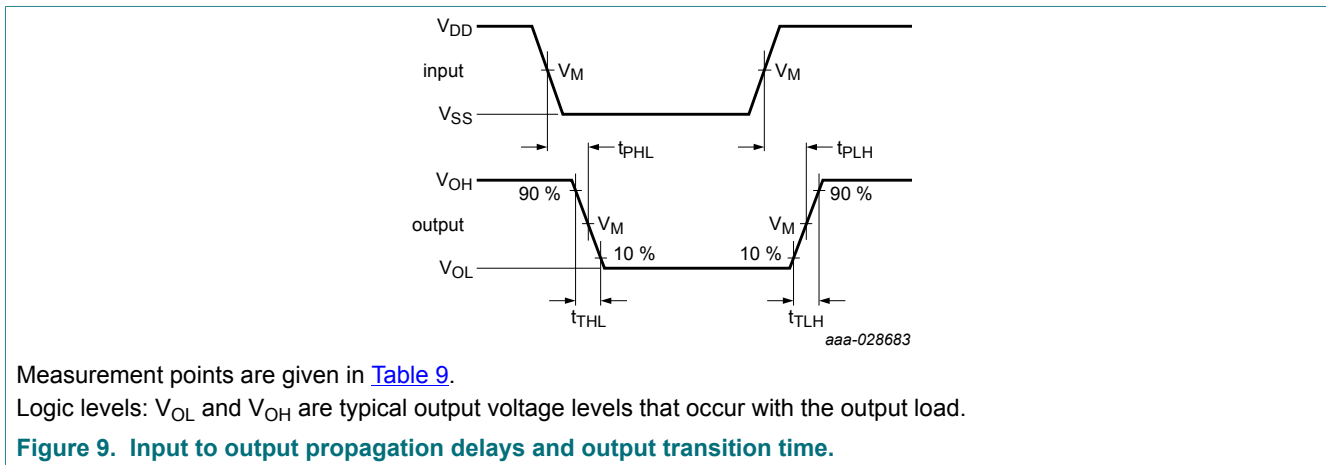 VDD
input
VM
VM
VSS
tPHL
tPLH
VOH
90 %
90 %
output
VM
VM
10 %
10 %
VOL
tTHL
tTLH
aaa-028683
Measurement points are given in Table 9.
Logic levels: VOL and VOH are typical output voltage levels that occur with the output load.
Figure 9. Input to output propagation delays and output transition time.